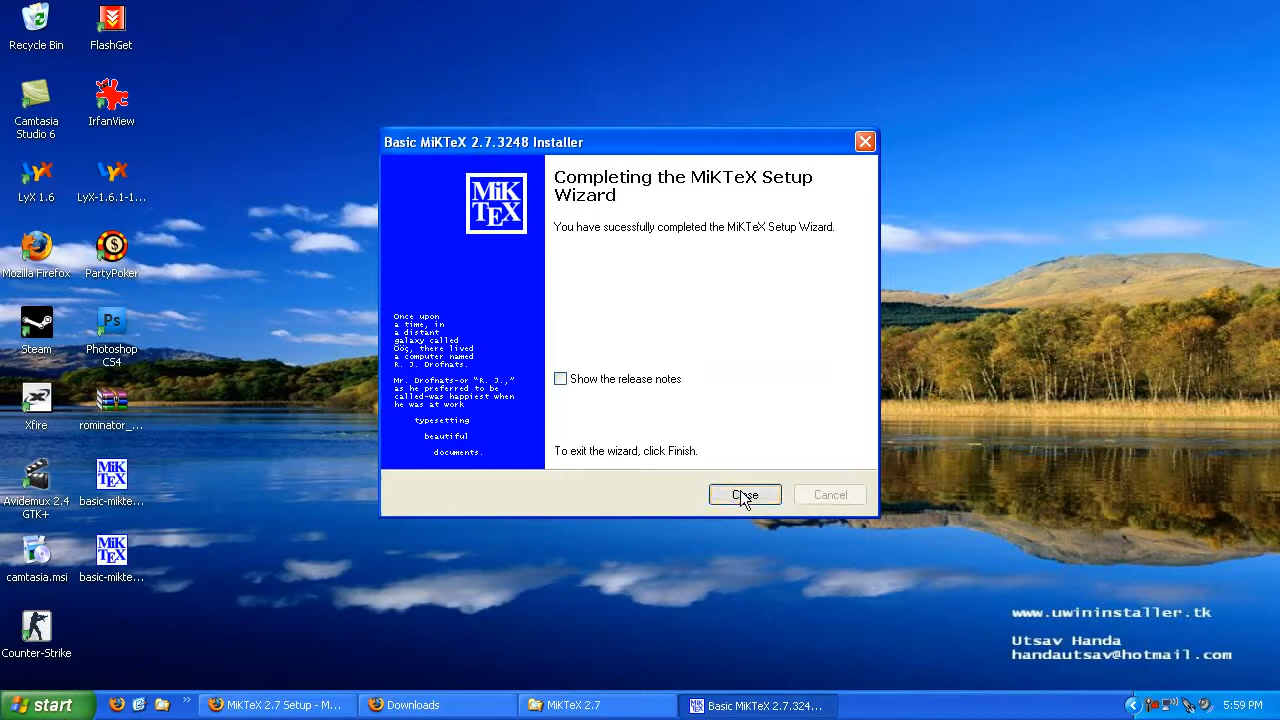 Recycle Bin
FlashGet
Camtasia
Studio 6
IrfanView
LyX 1.6
LyX-1.6.1-1...
Mozilla Firefox
PartyPoker
Steam
Ps
Photoshop
CS4
Xfire
rominator_...
Avidemux 2.4
GTK+
MiK
TEX
basic-mikte...
camtasia.msi
MiK
TEX
basic-mikte...
Counter-Strike
Basic MiKTeX 2.7.3248 Installer
MiK
TEX
Once upon
a time, in
a distant
galaxy called
Ööç, there lived
a computer named
R. J. Drofnats.
Mr. Drofnats-or "R. J.,"
as he preferred to be
called-was happiest when
he was at work
typesetting
beautiful
documents.
Completing the MiKTeX Setup
Wizard
You have sucessfully completed the MiKTeX Setup Wizard.
Show the release notes
To exit the wizard, click Finish.
Close
Cancel
www.uwininstaller.tk
Utsav Handa
handautsav@hotmail.com
start
MiKTeX 2.7 Setup - M...
Downloads
MiKTeX 2.7
Basic MiKTeX 2.7.324...
5:59 PM